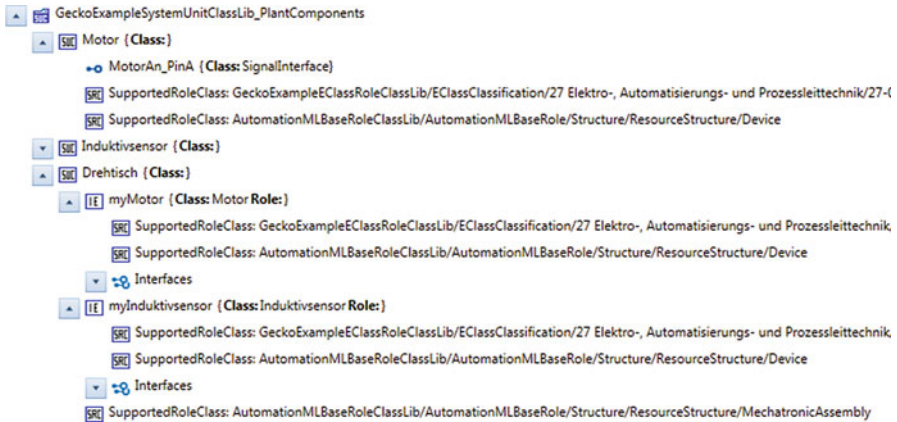 GeckoExampleSystemUnitClassLib_PlantComponents
SUC Motor {Class:}
MotorAn_PinA {Class: SignalInterface}
SRC SupportedRoleClass: GeckoExampleEClassRoleClassLib/EClassClassification/27 Elektro-, Automatisierungs- und Prozessleittechnik/27-
SRC SupportedRoleClass: AutomationMLBaseRoleClassLib/AutomationMLBaseRole/Structure/ResourceStructure/Device
SUC Induktivsensor {Class:}
SUC Drehtisch {Class:}
IE myMotor {Class: Motor Role:}
SRC SupportedRoleClass: GeckoExampleEClassRoleClassLib/EClassClassification/27 Elektro-, Automatisierungs- und Prozessleittechnik
SRC SupportedRoleClass: AutomationMLBaseRoleClassLib/AutomationMLBaseRole/Structure/ResourceStructure/Device
Interfaces
IE myInduktivsensor {Class: Induktivsensor Role:}
SRC SupportedRoleClass: GeckoExampleEClassRoleClassLib/EClassClassification/27 Elektro-, Automatisierungs- und Prozessleittechnik
SRC SupportedRoleClass: AutomationMLBaseRoleClassLib/AutomationMLBaseRole/Structure/ResourceStructure/Device
Interfaces
SRC SupportedRoleClass: AutomationMLBaseRoleClassLib/AutomationMLBaseRole/Structure/ResourceStructure/MechatronicAssembly